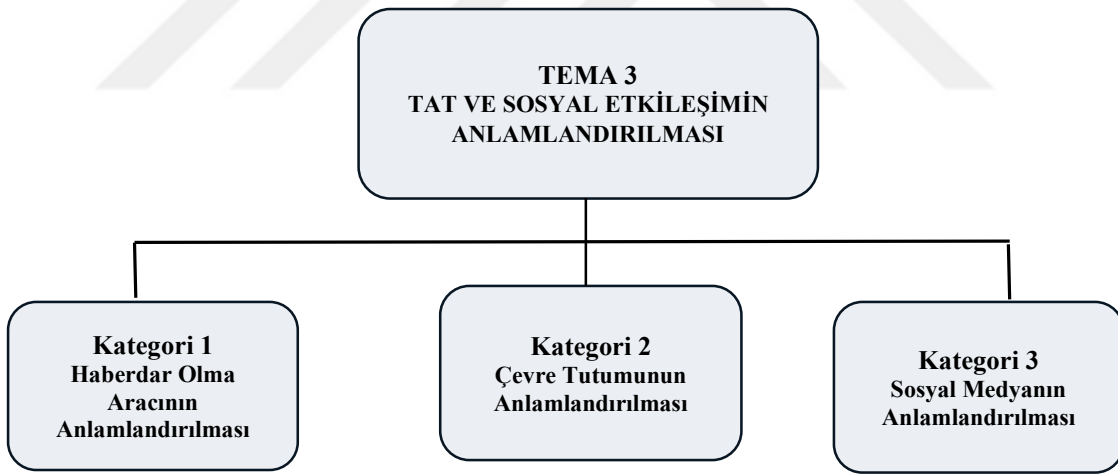 TEMA 3
TAT VE SOSYAL ETKİLEŞİMİN
ANLAMLANDIRILMASI
Kategori 1
Haberdar Olma
Aracının
Anlamlandırılması
Kategori 2
Çevre Tutumunun
Anlamlandırılması
Kategori 3
Sosyal Medyanın
Anlamlandırılması